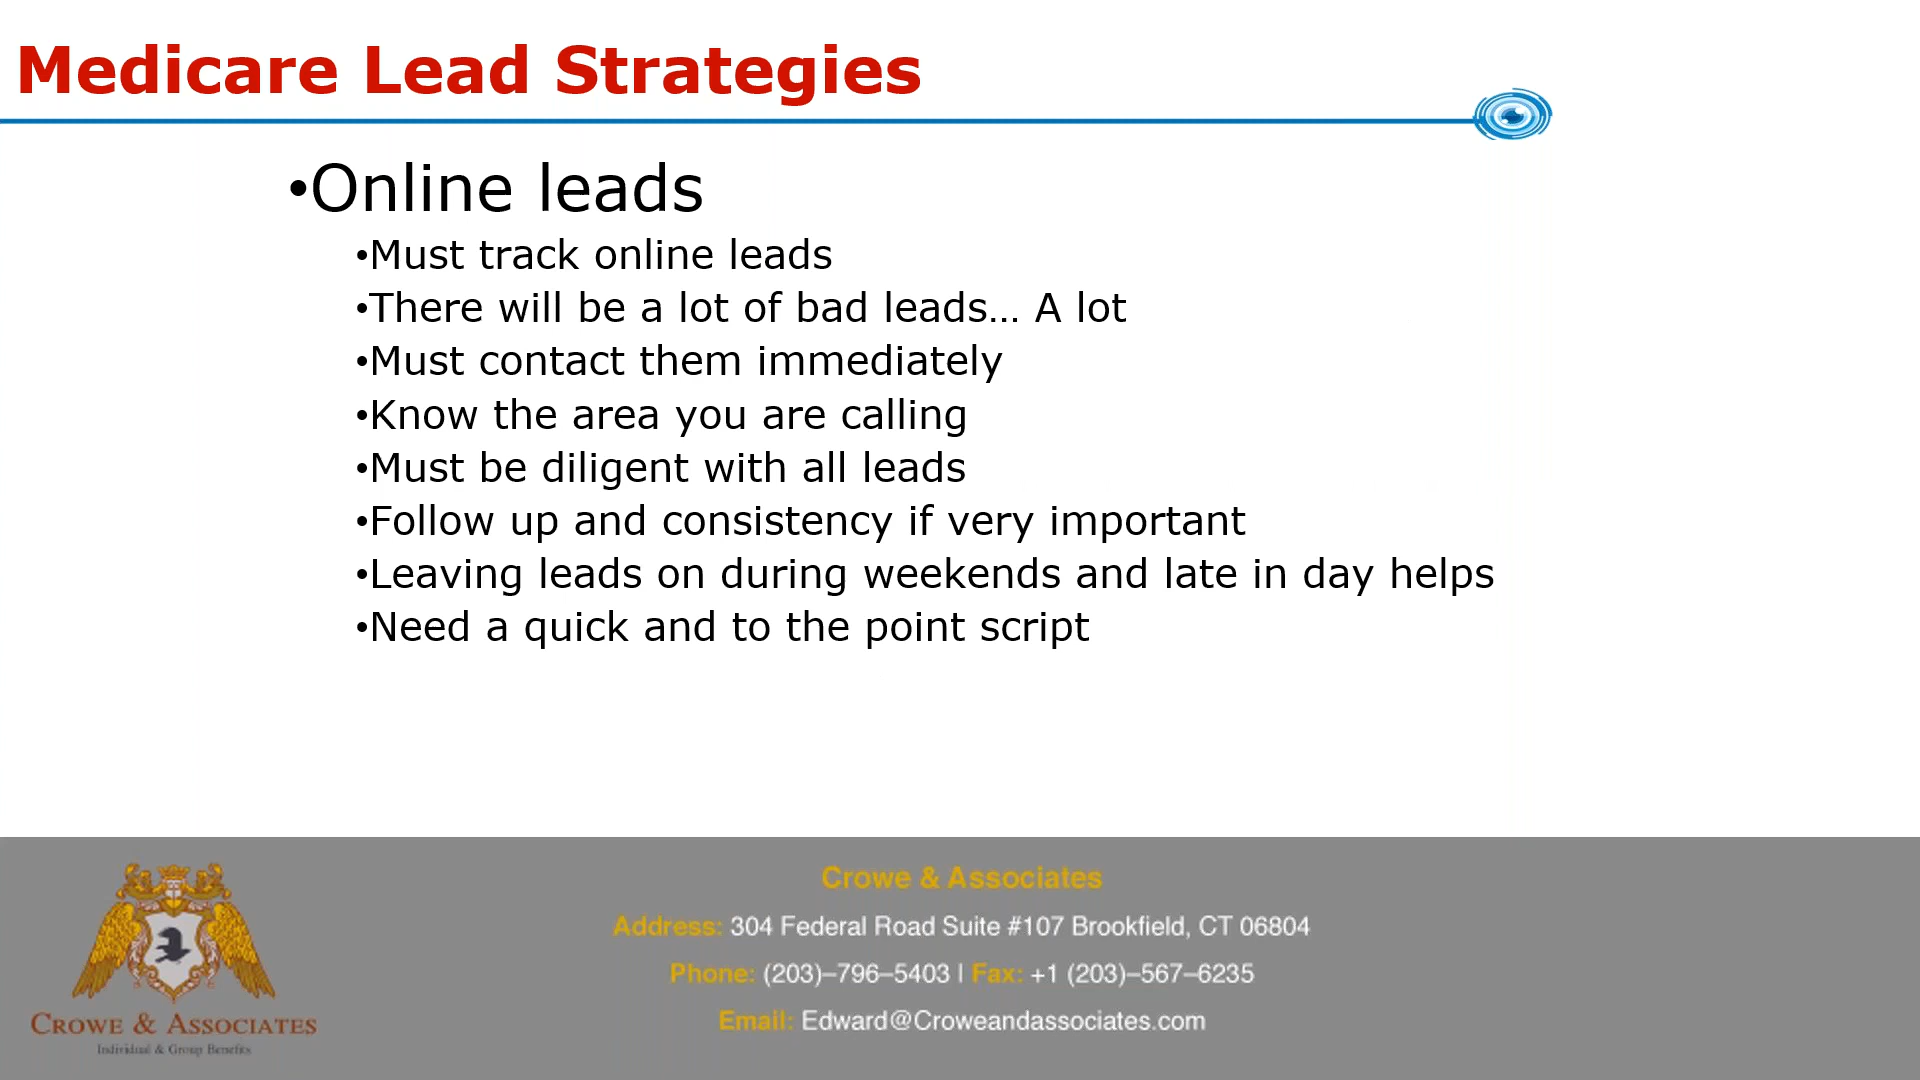 Medicare Lead Strategies
•Online leads
•Must track online leads
•There will be a lot of bad leads… A lot
•Must contact them immediately
•Know the area you are calling
•Must be diligent with all leads
•Follow up and consistency if very important
•Leaving leads on during weekends and late in day helps
•Need a quick and to the point script
Crowe & Associates
Address: 304 Federal Road Suite #107 Brookfield, CT 06804
Phone: (203)–796–5403 | Fax: +1 (203)–567–6235
Email: Edward@Croweandassociates.com
CROWE & ASSOCIATES
Individual & Group Benefits